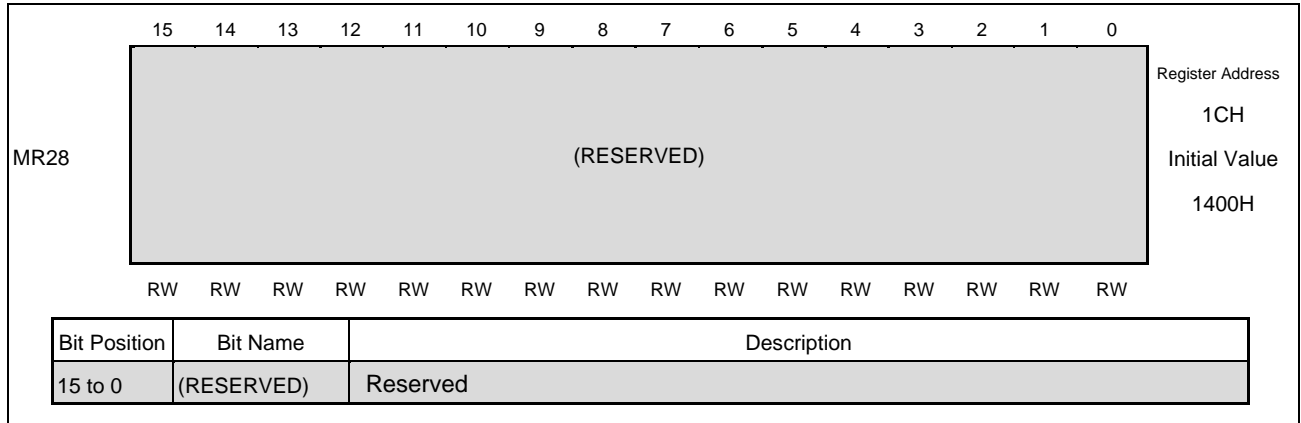 15 14 13 12 11 10 9 8 7 6 5 4 3 2 1 0
Register Address
1CH
MR28 (RESERVED) Initial Value
1400H
RW RW RW RW RW RW RW RW RW RW RW RW RW RW RW RW
Bit Position Bit Name Description
15 to 0 (RESERVED) Reserved